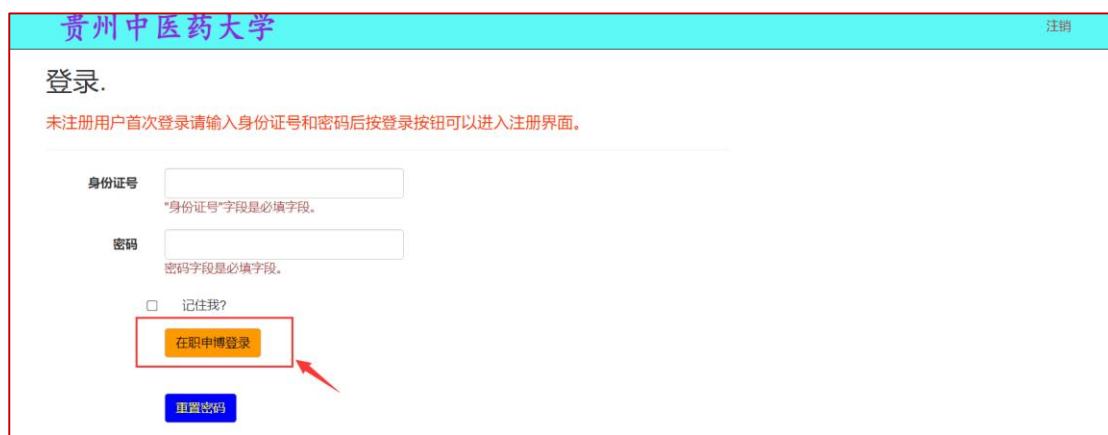 贵州中医药大学
注销
登录.
未注册用户首次登录请输入身份证号和密码后按登录按钮可以进入注册界面。
身份证号
"身份证号"字段是必填字段。
密码
密码字段是必填字段。
记住我?
在职申博登录
重置密码